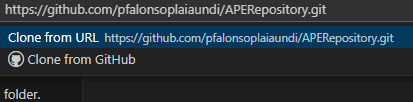 https://github.com/pfalonsoplaiaundi/APERepository.git
Clone from URL https://github.com/pfalonsoplaiaundi/APERepository.git
Clone from GitHub
folder.